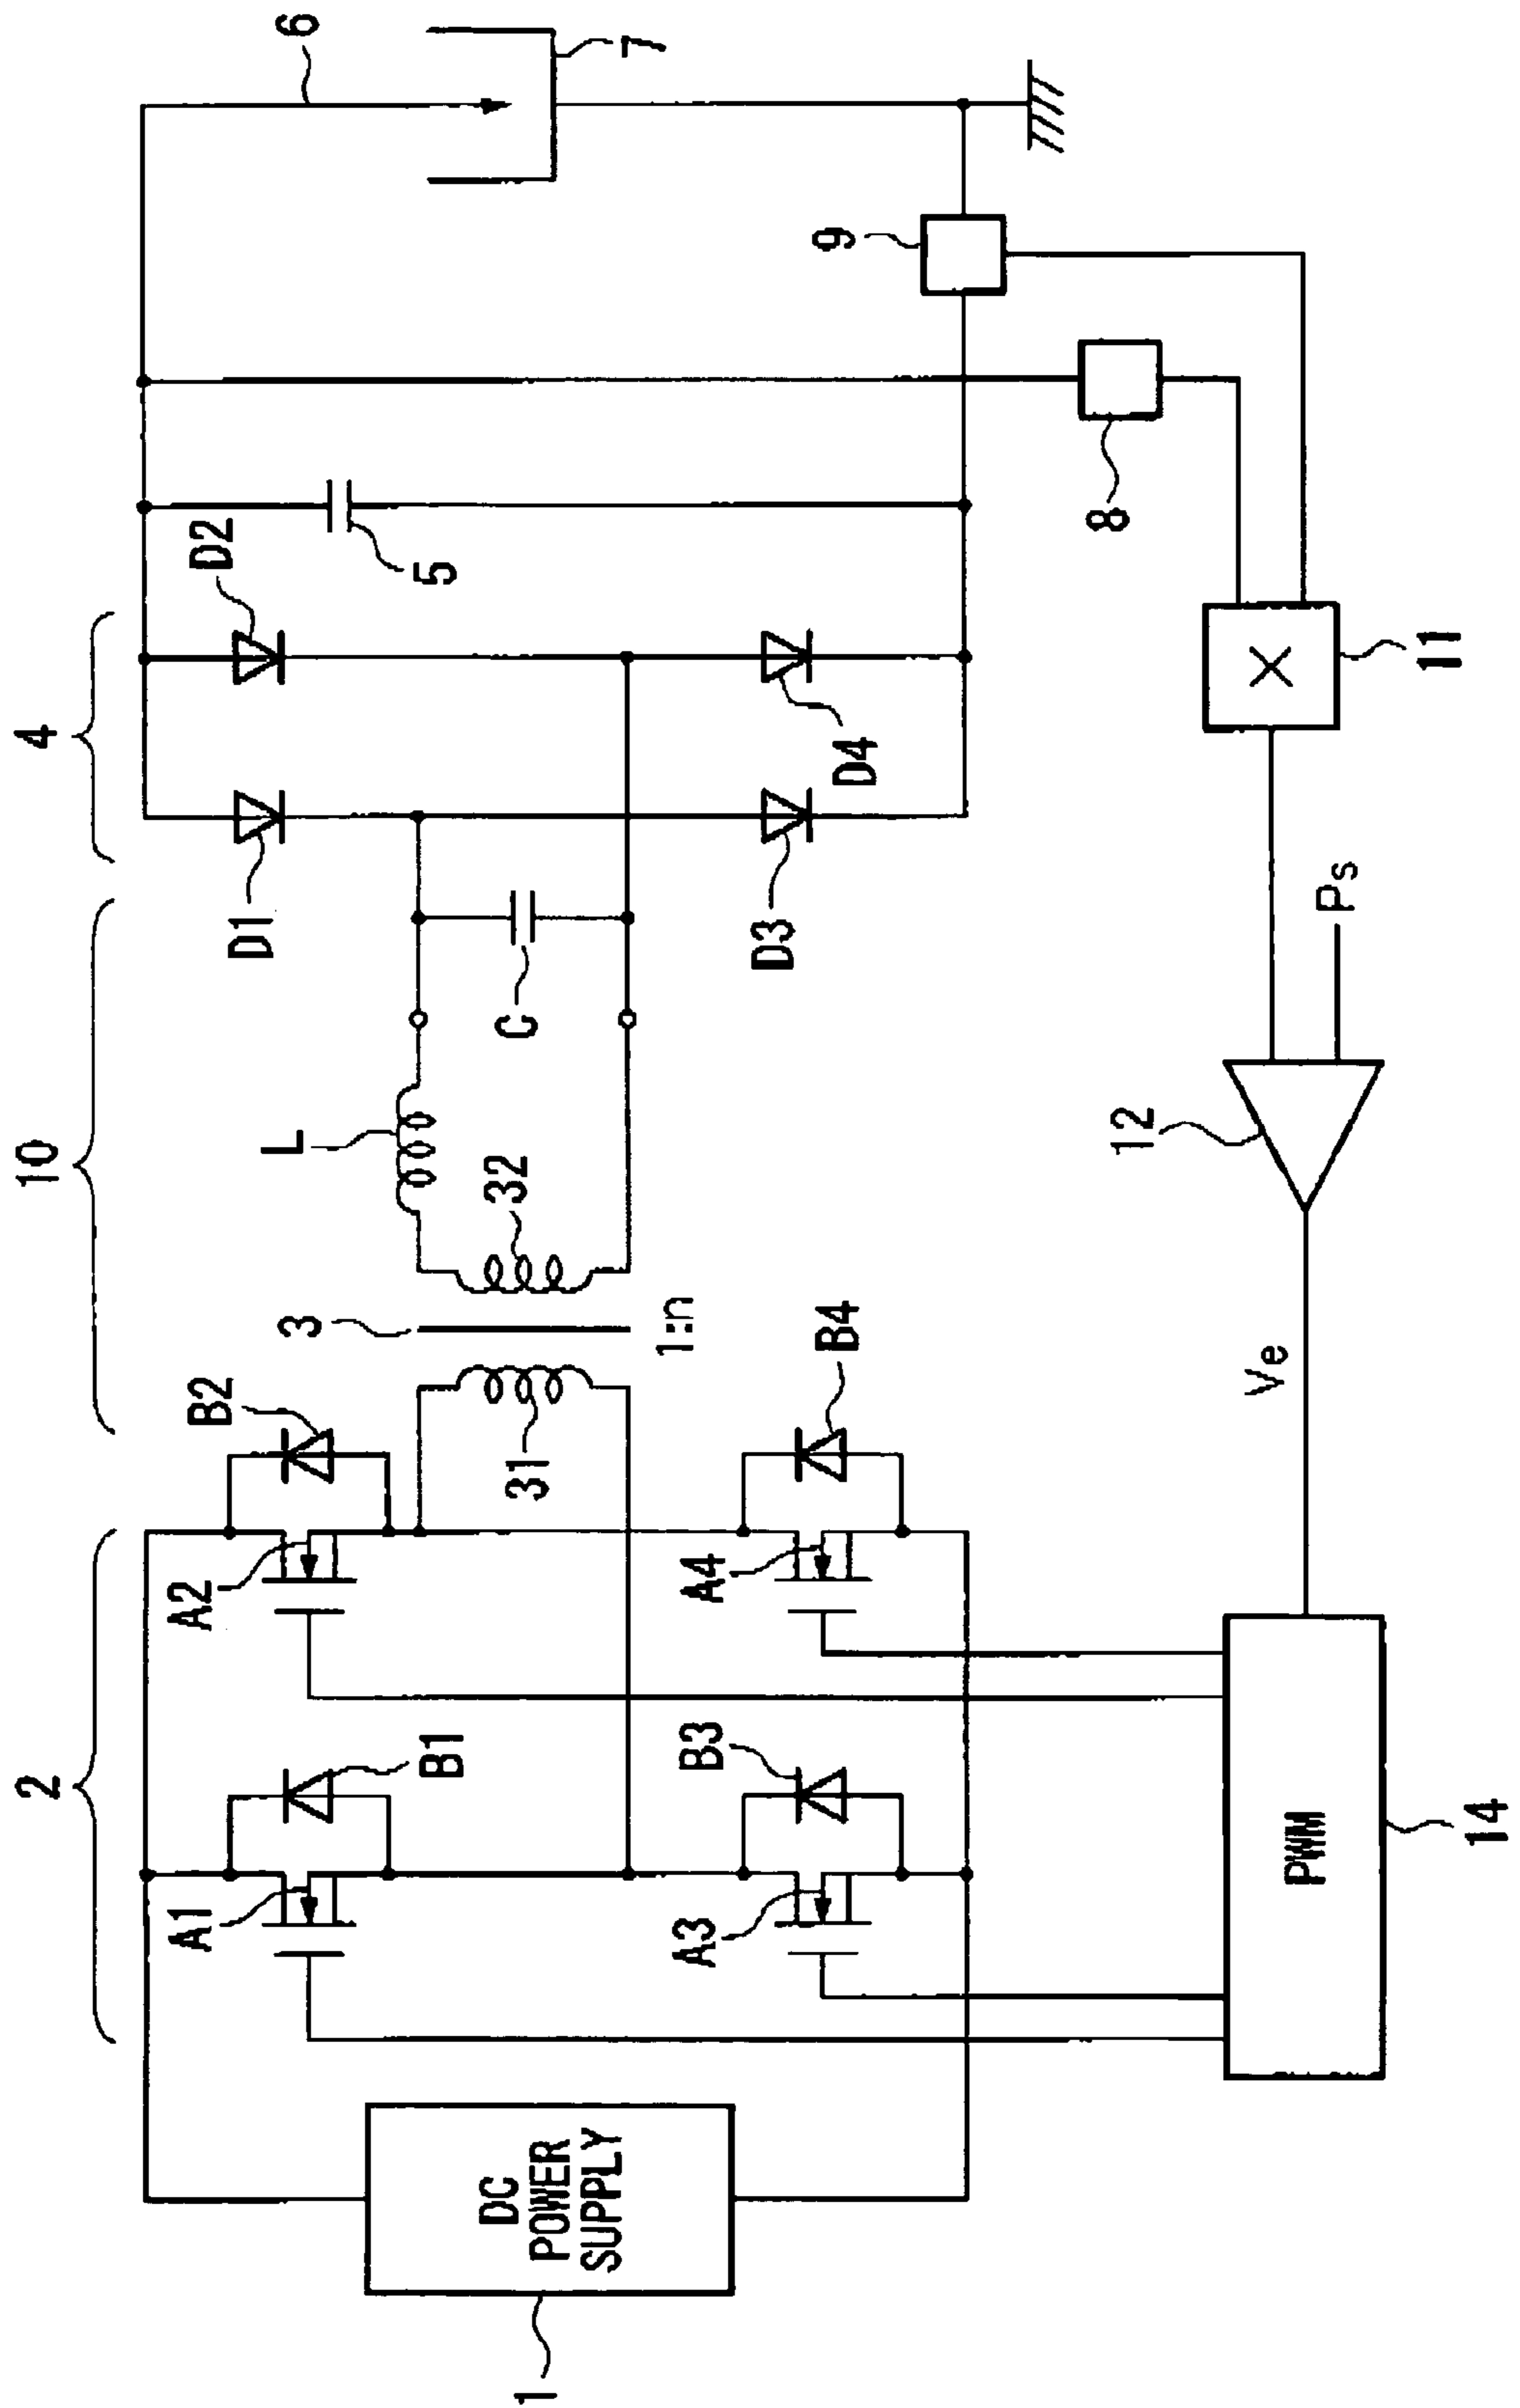 2
10
4
6
7
A1
B1
A2
B2
3
L
32
31
1:n
C
D1
D2
5
9
8
D3
D4
A3
B3
A4
B4
1
DC
POWER
SUPPLY
PWM
14
Ve
12
Ps
×
11